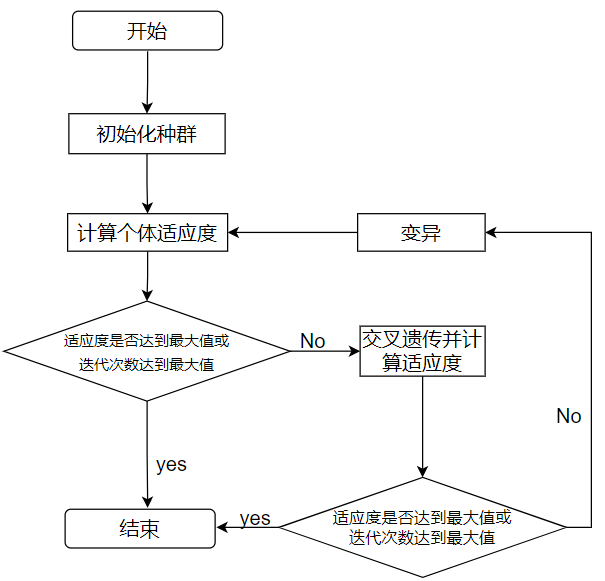 开始
初始化种群
计算个体适应度
变异
适应度是否达到最大值或
迭代次数达到最大值
No
交叉遗传并计
算适应度
No
yes
适应度是否达到最大值或
迭代次数达到最大值
yes
结束